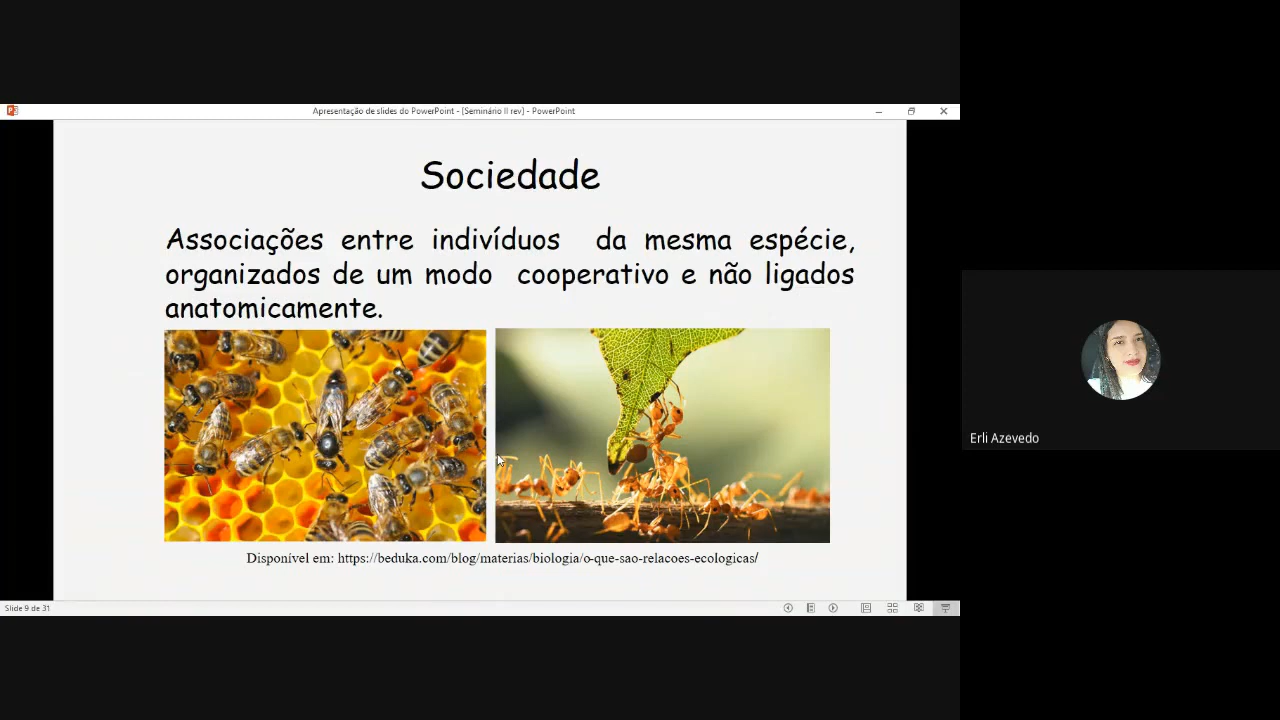 Apresentação de slides do PowerPoint - [Seminário II rev] - PowerPoint
Sociedade
Associações entre indivíduos da mesma espécie,
organizados de um modo cooperativo e não ligados
anatomicamente.
Disponível em: https://beduka.com/blog/materias/biologia/o-que-sao-relacoes-ecologicas/
Slide 9 de 31
Erli Azevedo